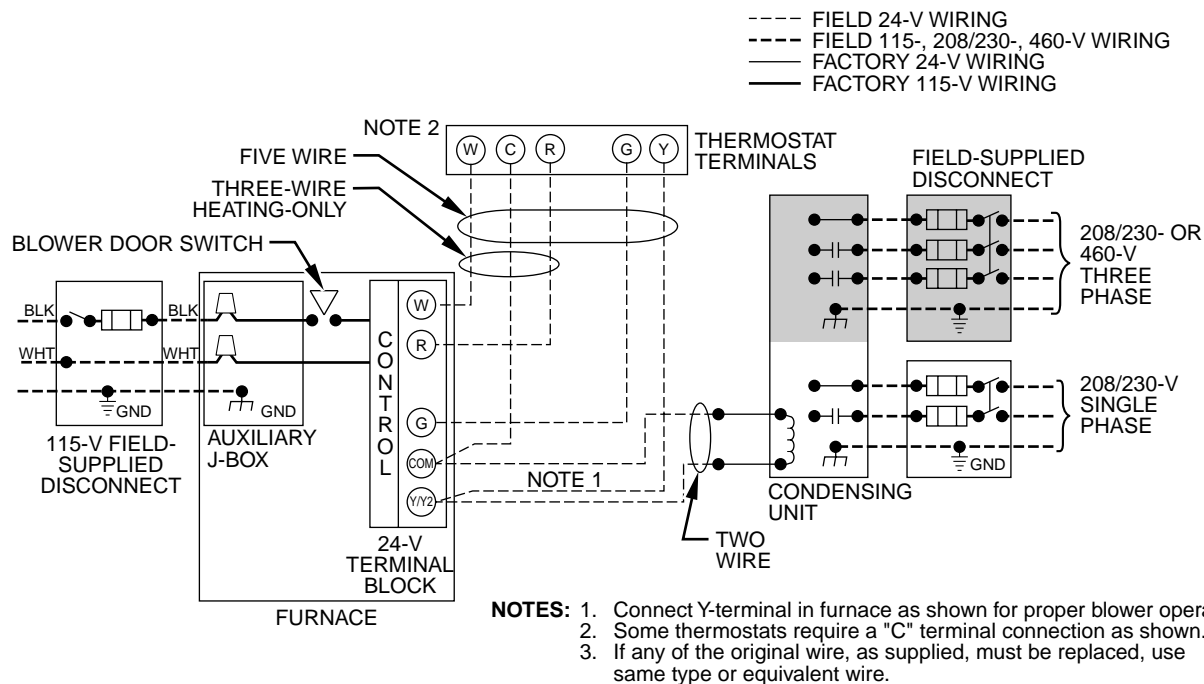 FIELD 24-V WIRING
FIELD 115-, 208/230-, 460-V WIRING
FACTORY 24-V WIRING
FACTORY 115-V WIRING
NOTE 2
W
C
R
G
Y
THERMOSTAT
TERMINALS
FIVE WIRE
THREE-WIRE
HEATING-ONLY
BLOWER DOOR SWITCH
FIELD-SUPPLIED
DISCONNECT
208/230- OR
460-V
THREE
PHASE
BLK
BLK
WHT
WHT
GND
GND
115-V FIELD-
SUPPLIED
DISCONNECT
AUXILIARY
J-BOX
CONTROL
W
R
G
COM
Y/Y2
NOTE 1
24-V
TERMINAL
BLOCK
FURNACE
TWO
WIRE
CONDENSING
UNIT
GND
208/230-V
SINGLE
PHASE
NOTES: 1. Connect Y-terminal in furnace as shown for proper blower opera
2. Some thermostats require a "C" terminal connection as shown.
3. If any of the original wire, as supplied, must be replaced, use
same type or equivalent wire.